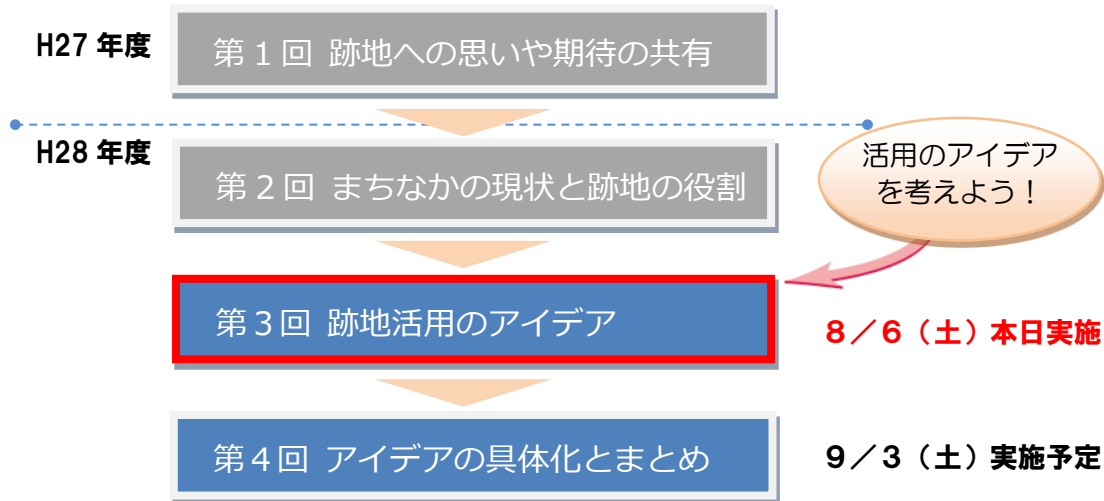 H27 年度
第1回 跡地への思いや期待の共有
H28 年度
第2回 まちなかの現状と跡地の役割
活用のアイデア
を考えよう！
第3回 跡地活用のアイデア
8／6（土）本日実施
第4回 アイデアの具体化とまとめ
9／3（土）実施予定